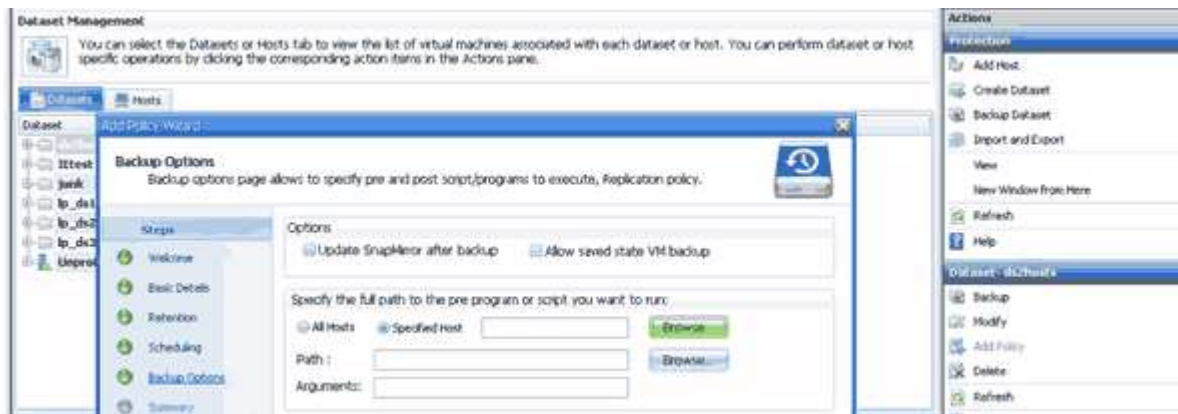 Dataset Management
You can select the Datasets or Hosts tab to view the list of virtual machines associated with each dataset or host. You can perform dataset or host
specific operations by clicking the corresponding action items in the Actions pane.
Datasets
Hosts
Dataset
Ittest
junk
lp_ds1
lp_ds2
lp_ds3
Unpro
Add Policy Wizard
Backup Options
Backup options page allows to specify pre and post script/programs to execute, Replication policy.
Steps
Welcome
Basic Details
Retention
Scheduling
Backup Options
Summary
Options
Update SnapMirror after backup
Allow saved state VM backup
Specify the full path to the pre program or script you want to run:
All Hosts
Specified Host
Browse
Path :
Browse...
Arguments:
Actions
Protection
Add Host
Create Dataset
Backup Dataset
Import and Export
View
New Window from Here
Refresh
Help
Dataset- ds2hosts
Backup
Modify
Add Policy
Delete
Refresh